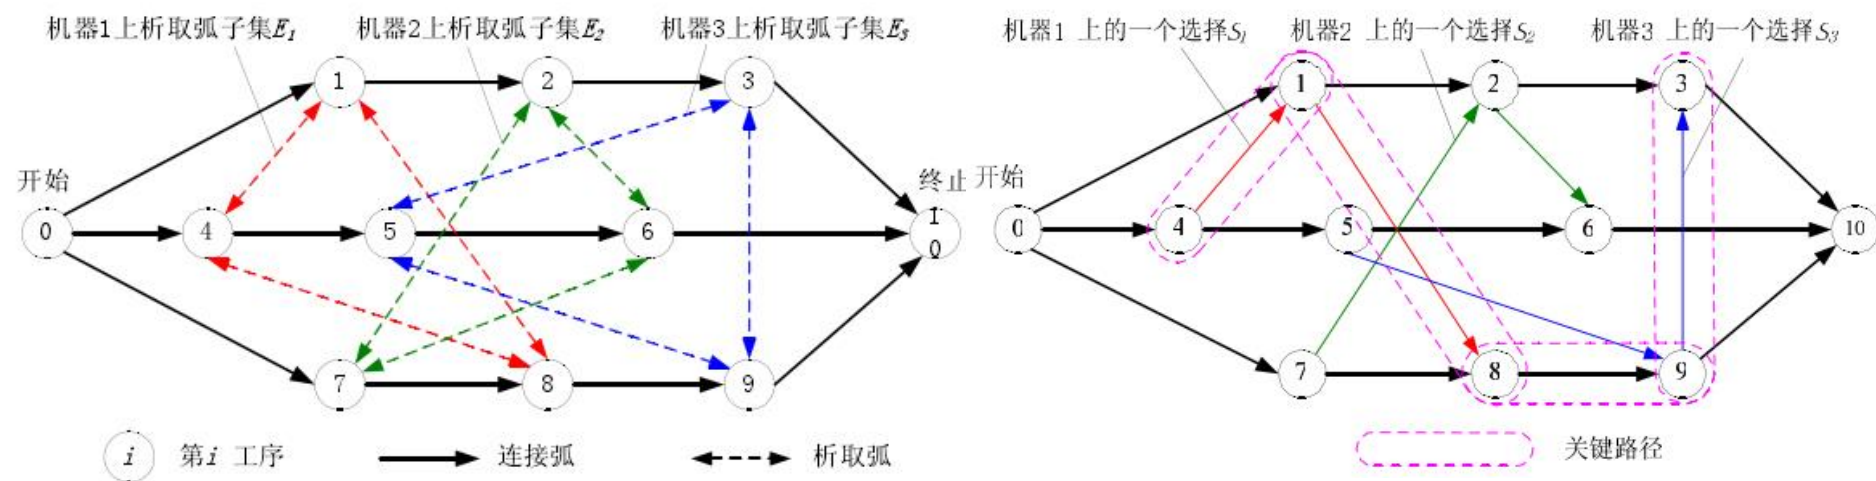 机器1上析取弧子集E1 机器2上析取弧子集E2 机器3上析取弧子集E3
1 2 3
开始 终止
0 4 5 6 10
7 8 9
i 第i 工序 连接弧 析取弧
机器1 上的一个选择S1 机器2 上的一个选择S2 机器3 上的一个选择S3
1 2 3
开始
0 4 5 6 10
7 8 9
关键路径